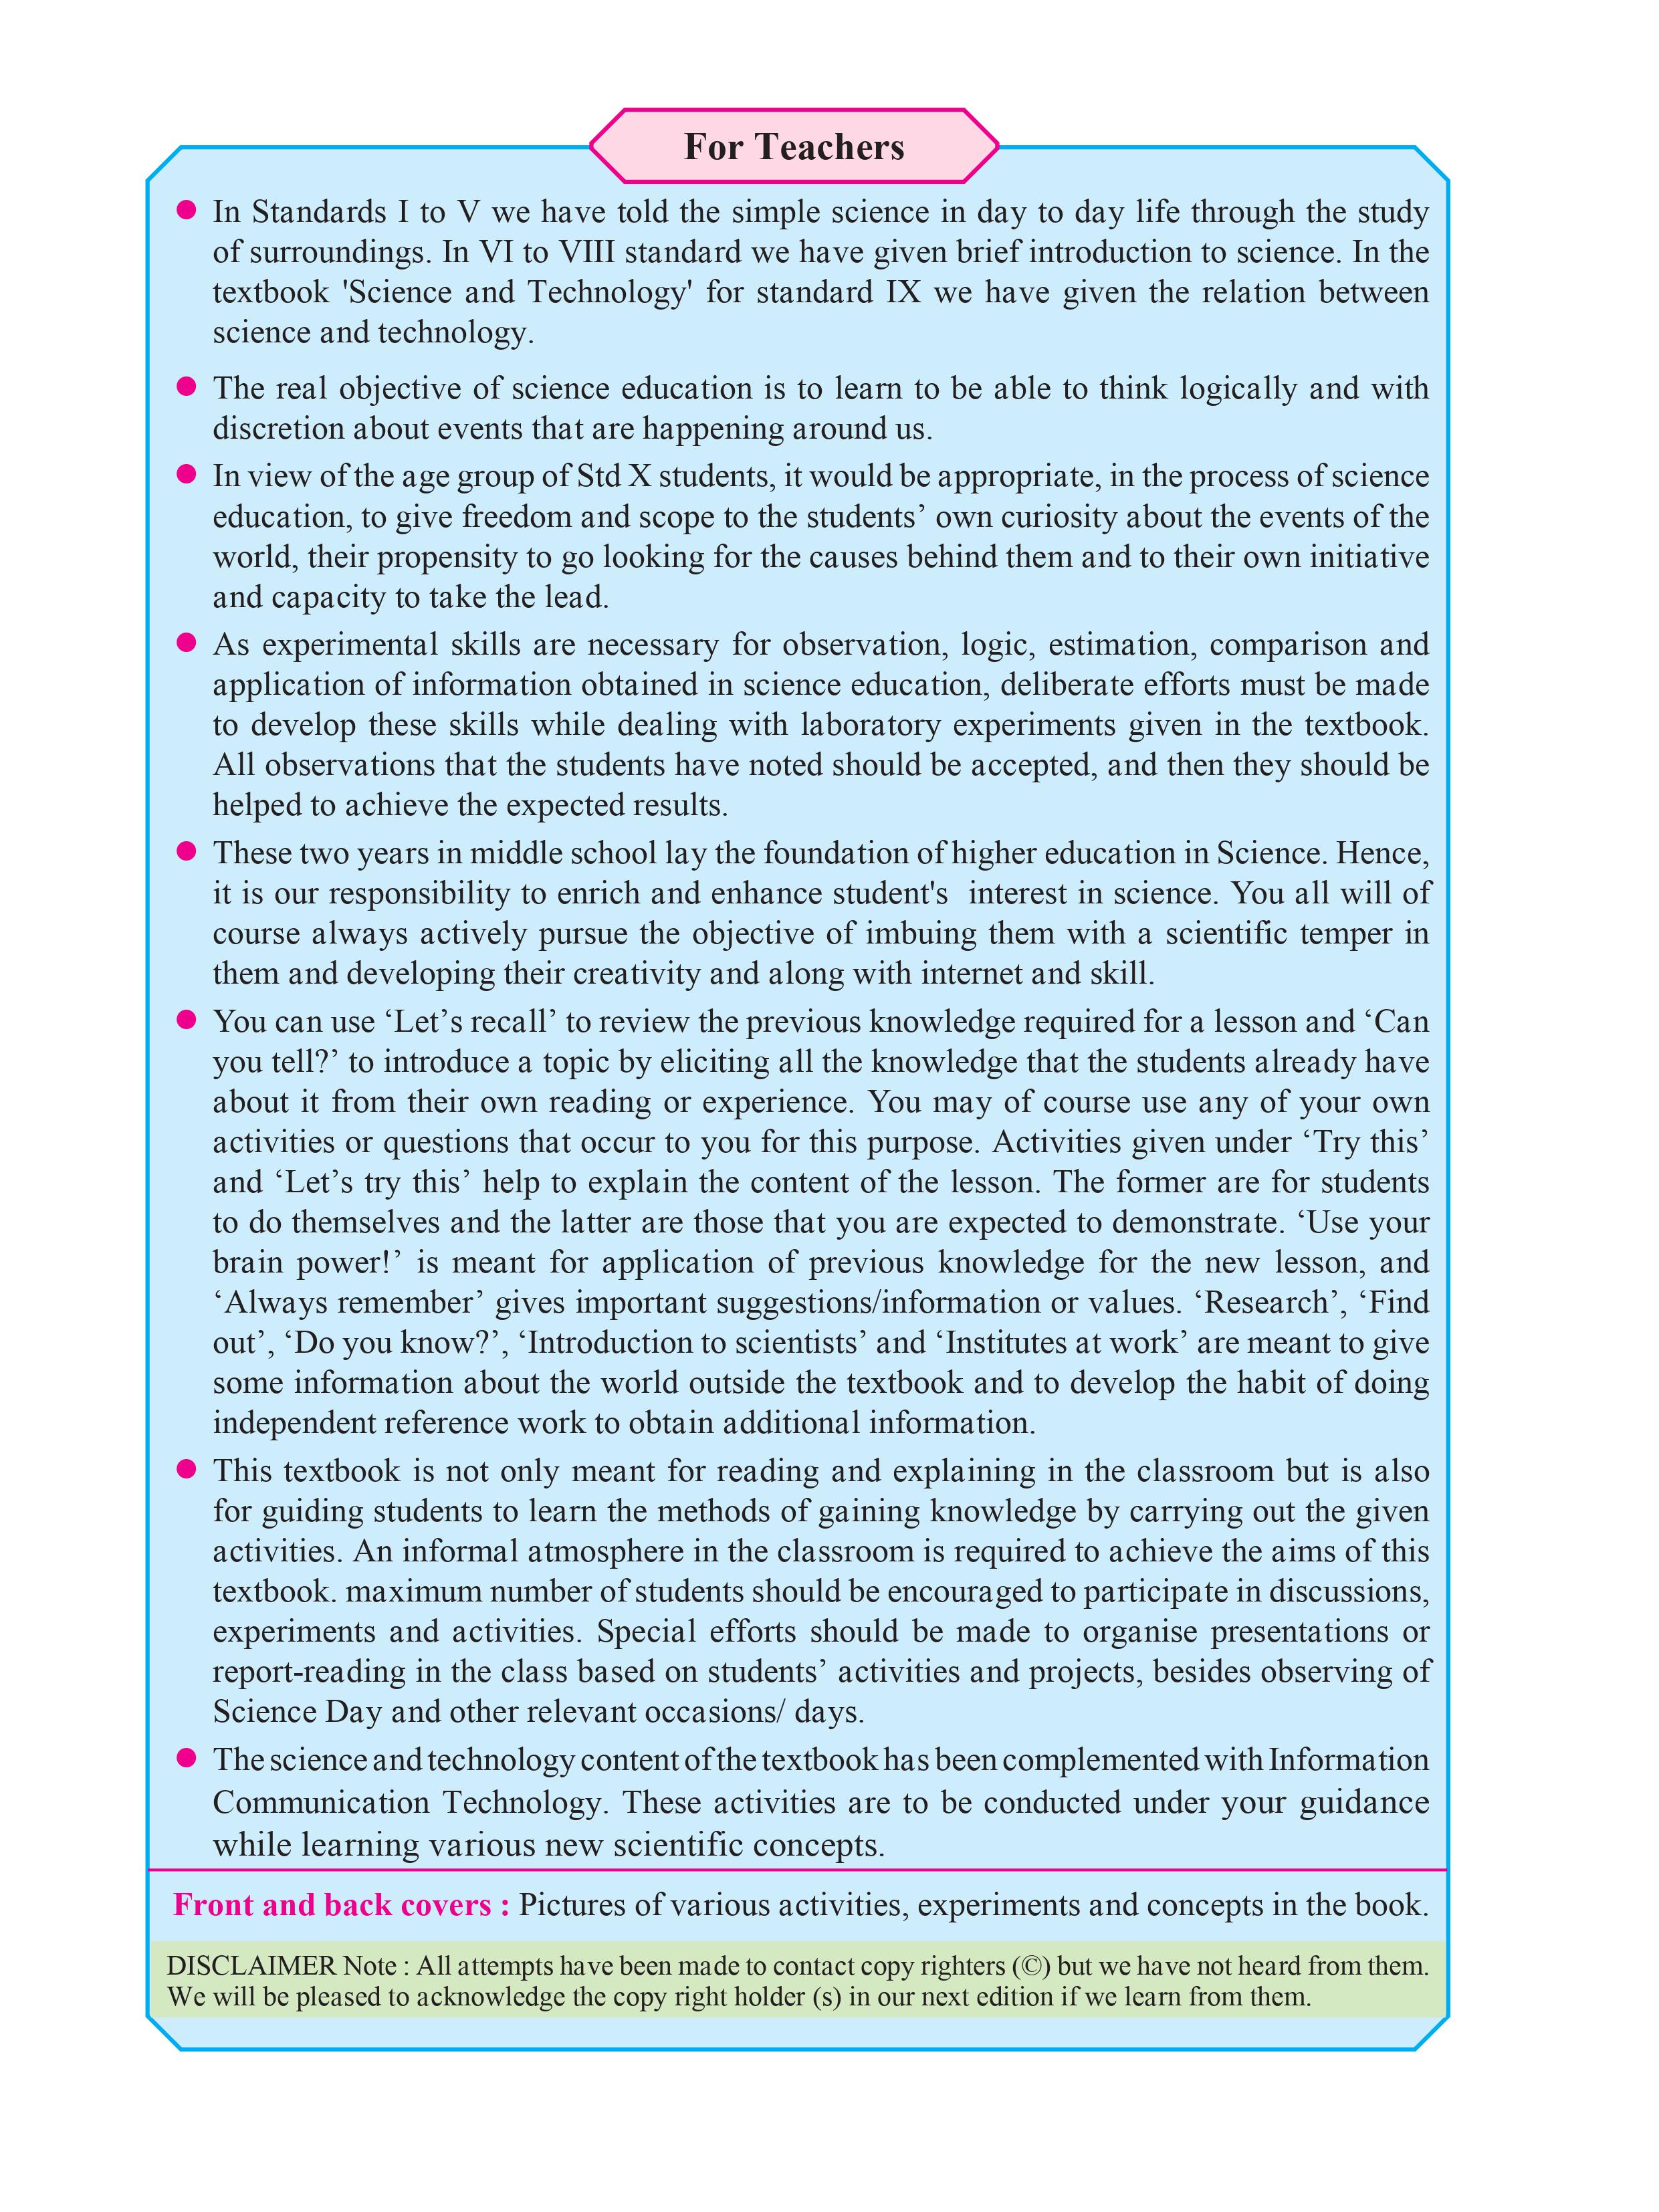 For Teachers
● In Standards I to V we have told the simple science in day to day life through the study
of surroundings. In VI to VIII standard we have given brief introduction to science. In the
textbook 'Science and Technology' for standard IX we have given the relation between
science and technology.
● The real objective of science education is to learn to be able to think logically and with
discretion about events that are happening around us.
● In view of the age group of Std X students, it would be appropriate, in the process of science
education, to give freedom and scope to the students’ own curiosity about the events of the
world, their propensity to go looking for the causes behind them and to their own initiative
and capacity to take the lead.
● As experimental skills are necessary for observation, logic, estimation, comparison and
application of information obtained in science education, deliberate efforts must be made
to develop these skills while dealing with laboratory experiments given in the textbook.
All observations that the students have noted should be accepted, and then they should be
helped to achieve the expected results.
● These two years in middle school lay the foundation of higher education in Science. Hence,
it is our responsibility to enrich and enhance student's interest in science. You all will of
course always actively pursue the objective of imbuing them with a scientific temper in
them and developing their creativity and along with internet and skill.
● You can use ‘Let’s recall’ to review the previous knowledge required for a lesson and ‘Can
you tell?’ to introduce a topic by eliciting all the knowledge that the students already have
about it from their own reading or experience. You may of course use any of your own
activities or questions that occur to you for this purpose. Activities given under ‘Try this’
and ‘Let’s try this’ help to explain the content of the lesson. The former are for students
to do themselves and the latter are those that you are expected to demonstrate. ‘Use your
brain power!’ is meant for application of previous knowledge for the new lesson, and
‘Always remember’ gives important suggestions/information or values. ‘Research’, ‘Find
out’, ‘Do you know?’, ‘Introduction to scientists’ and ‘Institutes at work’ are meant to give
some information about the world outside the textbook and to develop the habit of doing
independent reference work to obtain additional information.
● This textbook is not only meant for reading and explaining in the classroom but is also
for guiding students to learn the methods of gaining knowledge by carrying out the given
activities. An informal atmosphere in the classroom is required to achieve the aims of this
textbook. maximum number of students should be encouraged to participate in discussions,
experiments and activities. Special efforts should be made to organise presentations or
report-reading in the class based on students’ activities and projects, besides observing of
Science Day and other relevant occasions/ days.
● The science and technology content of the textbook has been complemented with Information
Communication Technology. These activities are to be conducted under your guidance
while learning various new scientific concepts.
Front and back covers : Pictures of various activities, experiments and concepts in the book.
DISCLAIMER Note : All attempts have been made to contact copy righters (©) but we have not heard from them.
We will be pleased to acknowledge the copy right holder (s) in our next edition if we learn from them.